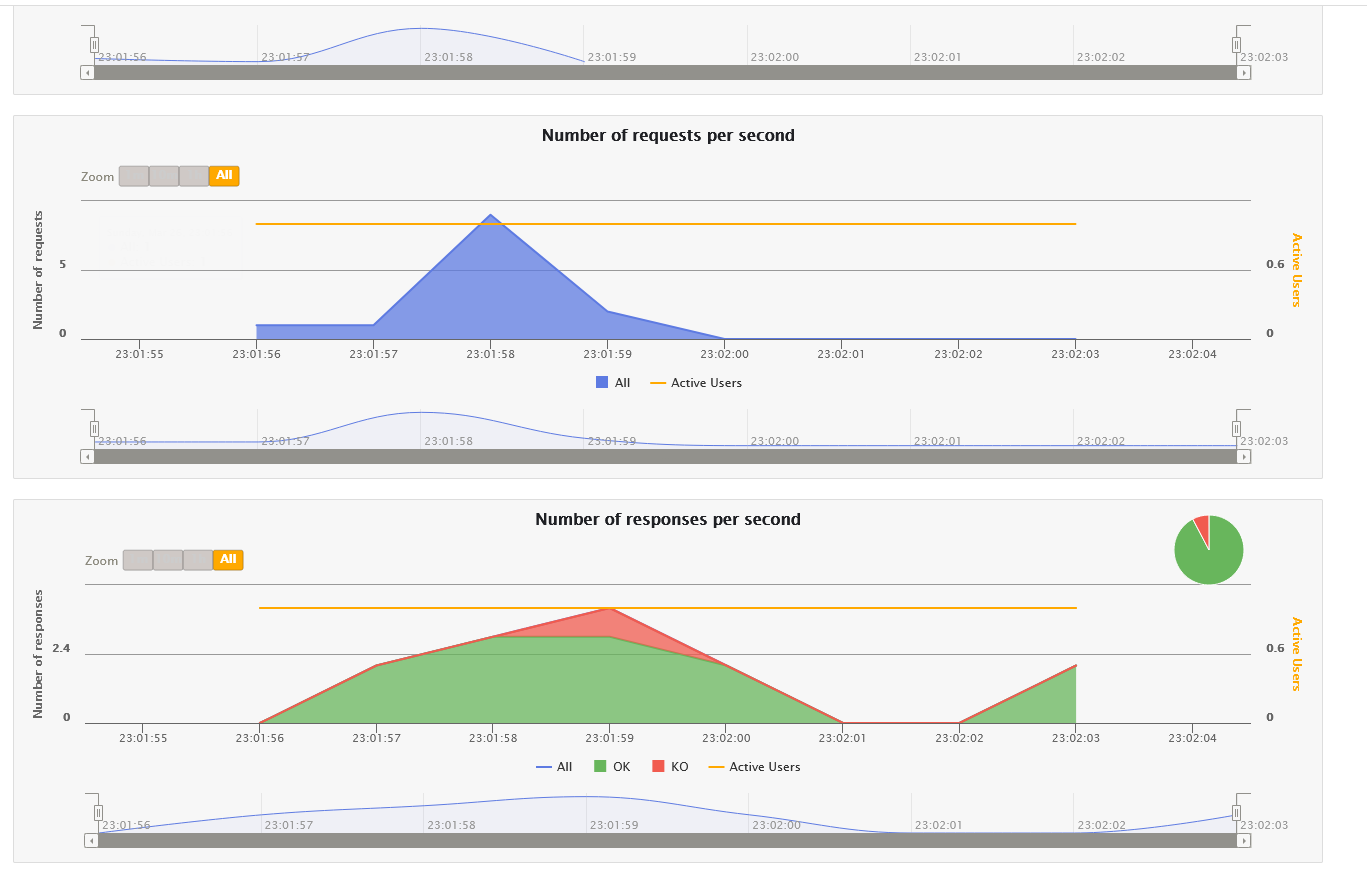 23:01:56 23:01:57 23:01:58 23:01:59 23:02:00 23:02:01 23:02:02 23:02:03
Number of requests per second
Zoom All
Number of requests
Active Users
5 0.6
0 0
23:01:55 23:01:56 23:01:57 23:01:58 23:01:59 23:02:00 23:02:01 23:02:02 23:02:03 23:02:04
All Active Users
23:01:56 23:01:57 23:01:58 23:01:59 23:02:00 23:02:01 23:02:02 23:02:03
Number of responses per second
Zoom All
Number of responses
Active Users
2.4 0.6
0 0
23:01:55 23:01:56 23:01:57 23:01:58 23:01:59 23:02:00 23:02:01 23:02:02 23:02:03 23:02:04
All OK KO Active Users
23:01:56 23:01:57 23:01:58 23:01:59 23:02:00 23:02:01 23:02:02 23:02:03